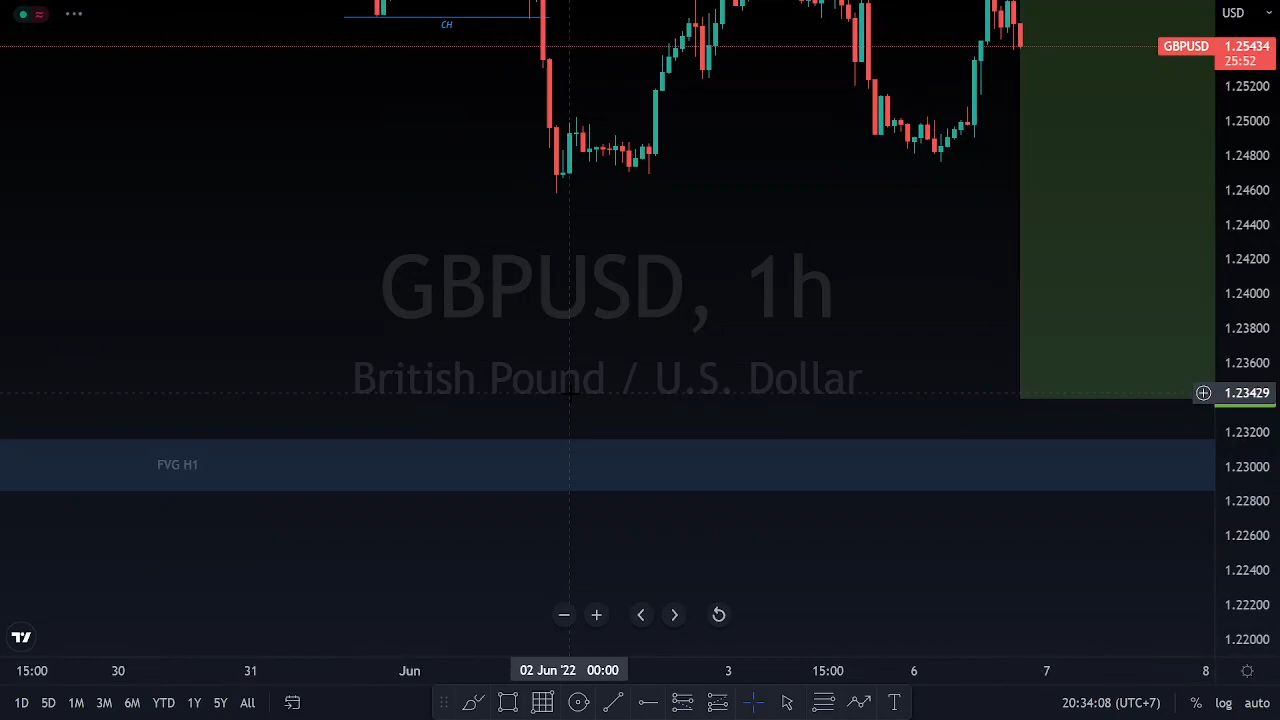 USD
CH
GBPUSD 1.25434
25:52
1.25200
1.25000
1.24800
1.24600
1.24400
1.24200
1.24000
1.23800
1.23600
1.23429
1.23200
1.23000
1.22800
1.22600
1.22400
1.22200
1.22000
GBPUSD, 1h
British Pound / U.S. Dollar
FVG H1
15:00 30 31 Jun 02 Jun '22 00:00 3 15:00 6 7 8
1D 5D 1M 3M 6M YTD 1Y 5Y All 20:34:08 (UTC+7) % log auto